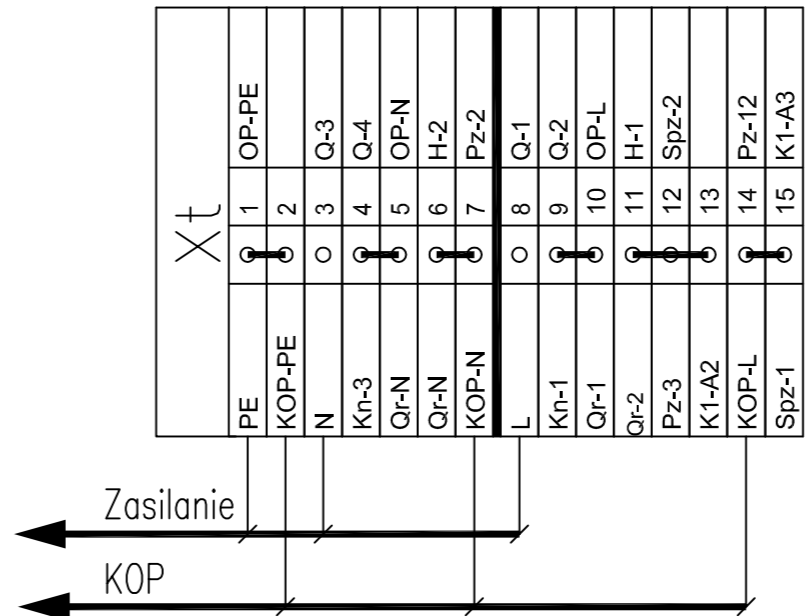 Xt
OP-PE
Q-3
Q-4
OP-N
H-2
Pz-2
Q-1
Q-2
OP-L
H-1
Spz-2
Pz-12
K1-A3
1
2
3
4
5
6
7
8
9
10
11
12
13
14
15
PE
KOP-PE
N
Kn-3
Qr-N
Qr-N
KOP-N
L
Kn-1
Qr-1
Qr-2
Pz-3
K1-A2
KOP-L
Spz-1
Zasilanie
KOP